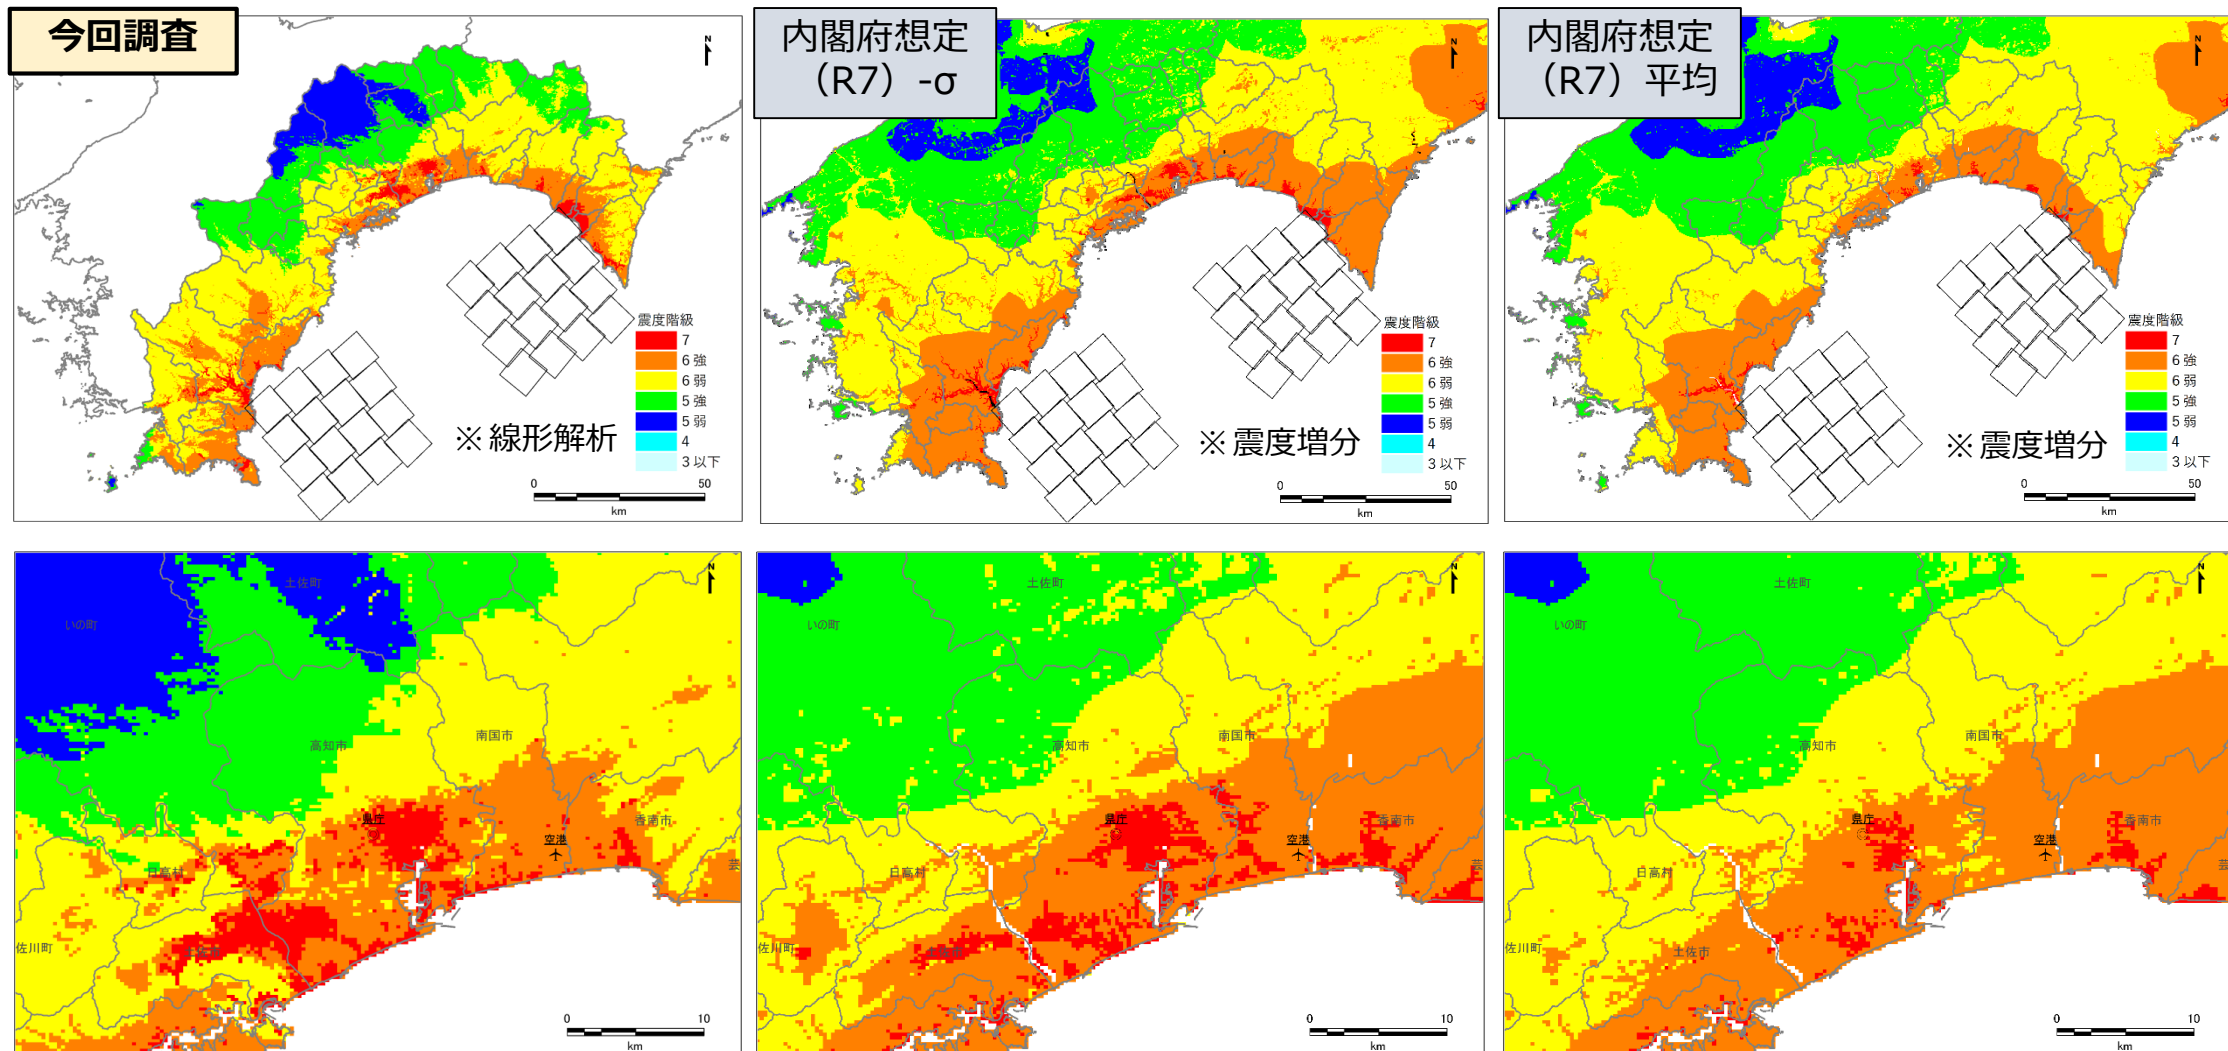 今回調査
N
※線形解析
震度階級
7
6強
6弱
5強
5弱
4
3以下
0 50
km
内閣府想定
（R7）-σ
N
※震度増分
震度階級
7
6強
6弱
5強
5弱
4
3以下
0 50
km
内閣府想定
（R7）平均
N
※震度増分
震度階級
7
6強
6弱
5強
5弱
4
3以下
0 50
km
N
土佐町
いの町
高知市
南国市
県庁
空港
香南市
日高村
芸
佐川町
0 10
km
N
土佐町
いの町
高知市
南国市
県庁
空港
香南市
日高村
芸
佐川町
0 10
km
N
土佐町
いの町
高知市
南国市
県庁
空港
香南市
日高村
芸
佐川町
土佐市
0 10
km